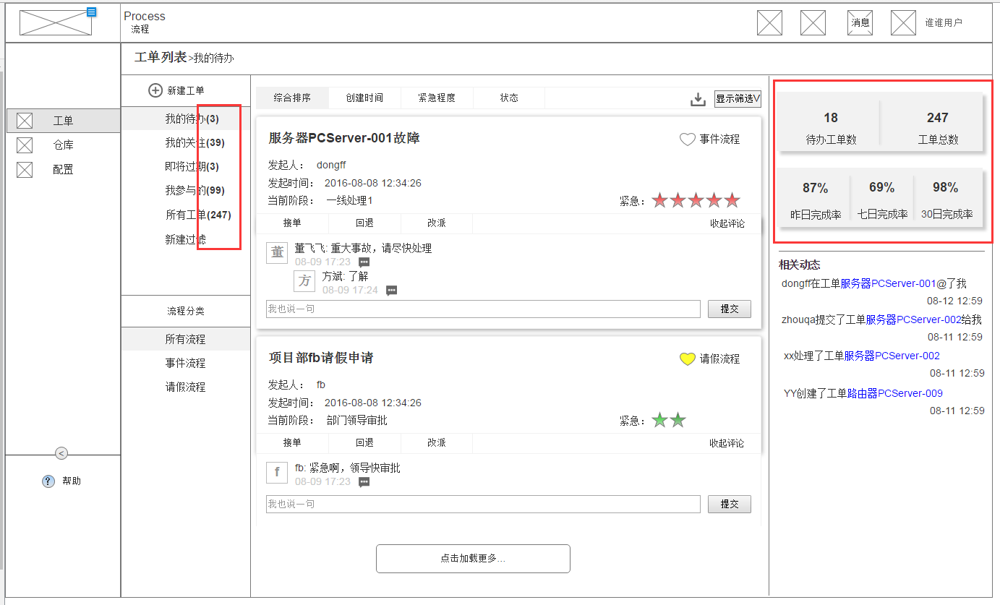 Process
流程
消息
谁谁用户
工单列表>我的待办
工单
仓库
配置
<
? 帮助
新建工单
我的待办(3)
我的关注(39)
即将过期(3)
我参与的(99)
所有工单(247)
新建过滤
流程分类
所有流程
事件流程
请假流程
综合排序 创建时间 紧急程度 状态 显示筛选V
服务器PCServer-001故障 事件流程
发起人： dongff
发起时间： 2016-08-08 12:34:26
当前阶段： 一线处理1 紧急：
接单 回退 改派 收起评论
董 董飞飞: 重大事故，请尽快处理
08-09 17:23
方 方斌: 了解
08-09 17:24
我也说一句 提交
项目部fb请假申请 请假流程
发起人： fb
发起时间： 2016-08-08 12:34:26
当前阶段： 部门领导审批 紧急：
接单 回退 改派 收起评论
f fb: 紧急啊，领导快审批
08-09 17:23
我也说一句 提交
点击加载更多...
18 247
待办工单数 工单总数
87% 69% 98%
昨日完成率 七日完成率 30日完成率
相关动态
dongff在工单服务器PCServer-001@了我
08-12 12:59
zhouqa提交了工单服务器PCServer-002给我
08-11 12:59
xx处理了工单服务器PCServer-002
08-11 12:59
YY创建了工单路由器PCServer-009
08-11 12:59